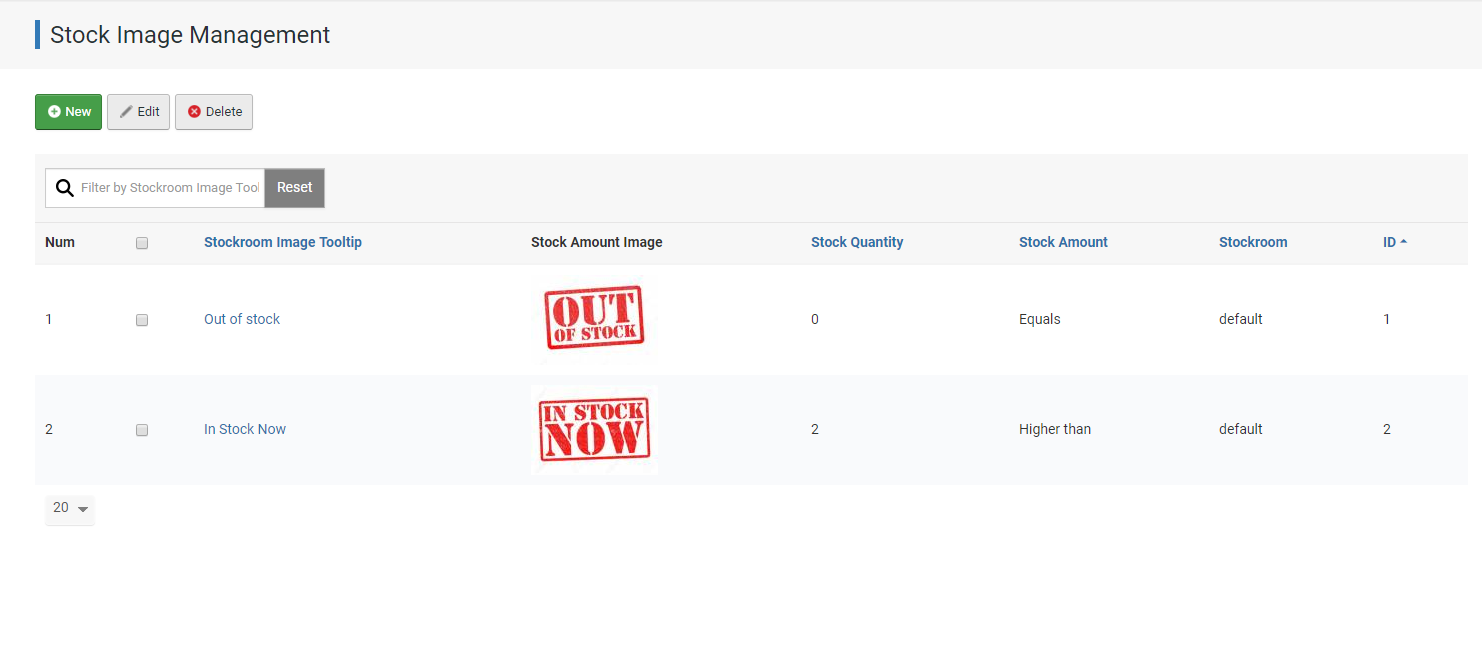 Stock Image Management
New Edit Delete
Filter by Stockroom Image Tool Reset
Num Stockroom Image Tooltip Stock Amount Image Stock Quantity Stock Amount Stockroom ID
1 Out of stock OUT OF STOCK 0 Equals default 1
2 In Stock Now IN STOCK NOW 2 Higher than default 2
20